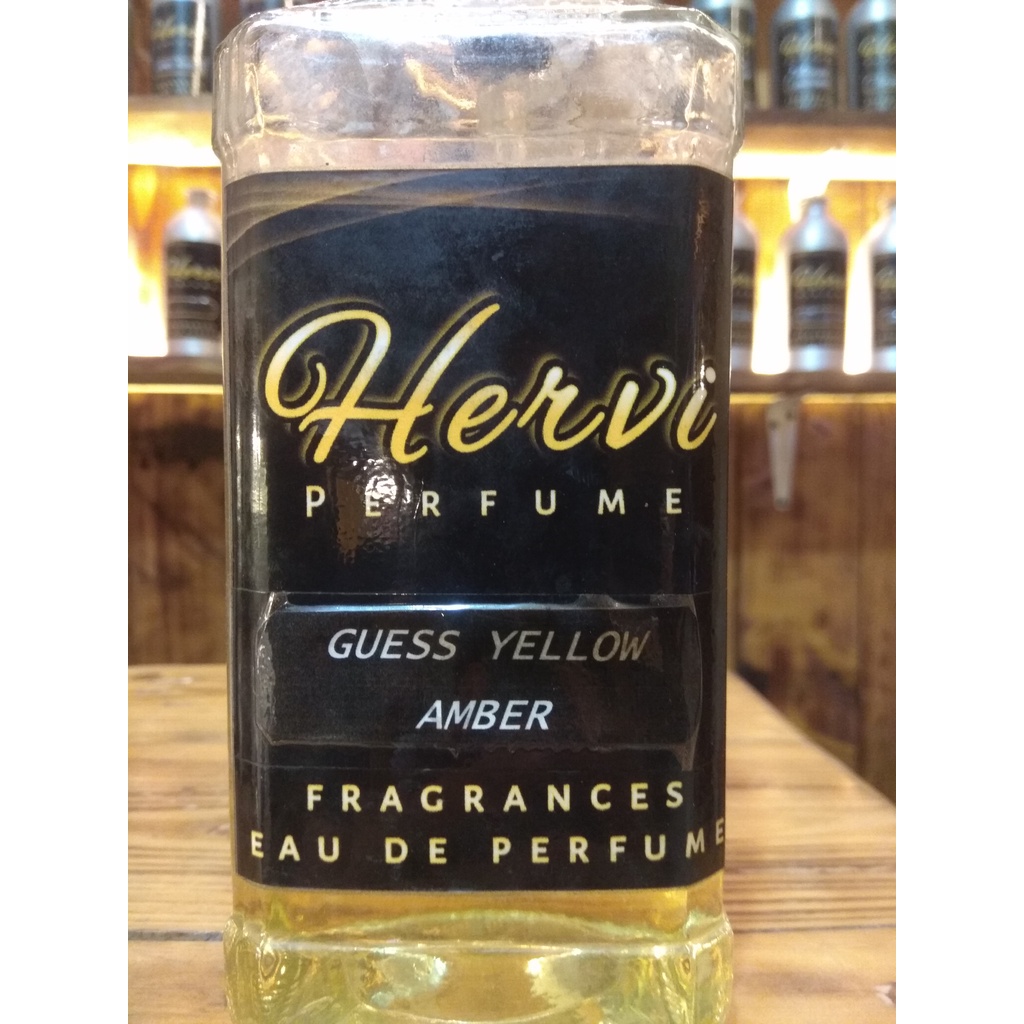 Hervi
PERFUME
GUESS YELLOW
AMBER
FRAGRANCES
EAU DE PERFUME